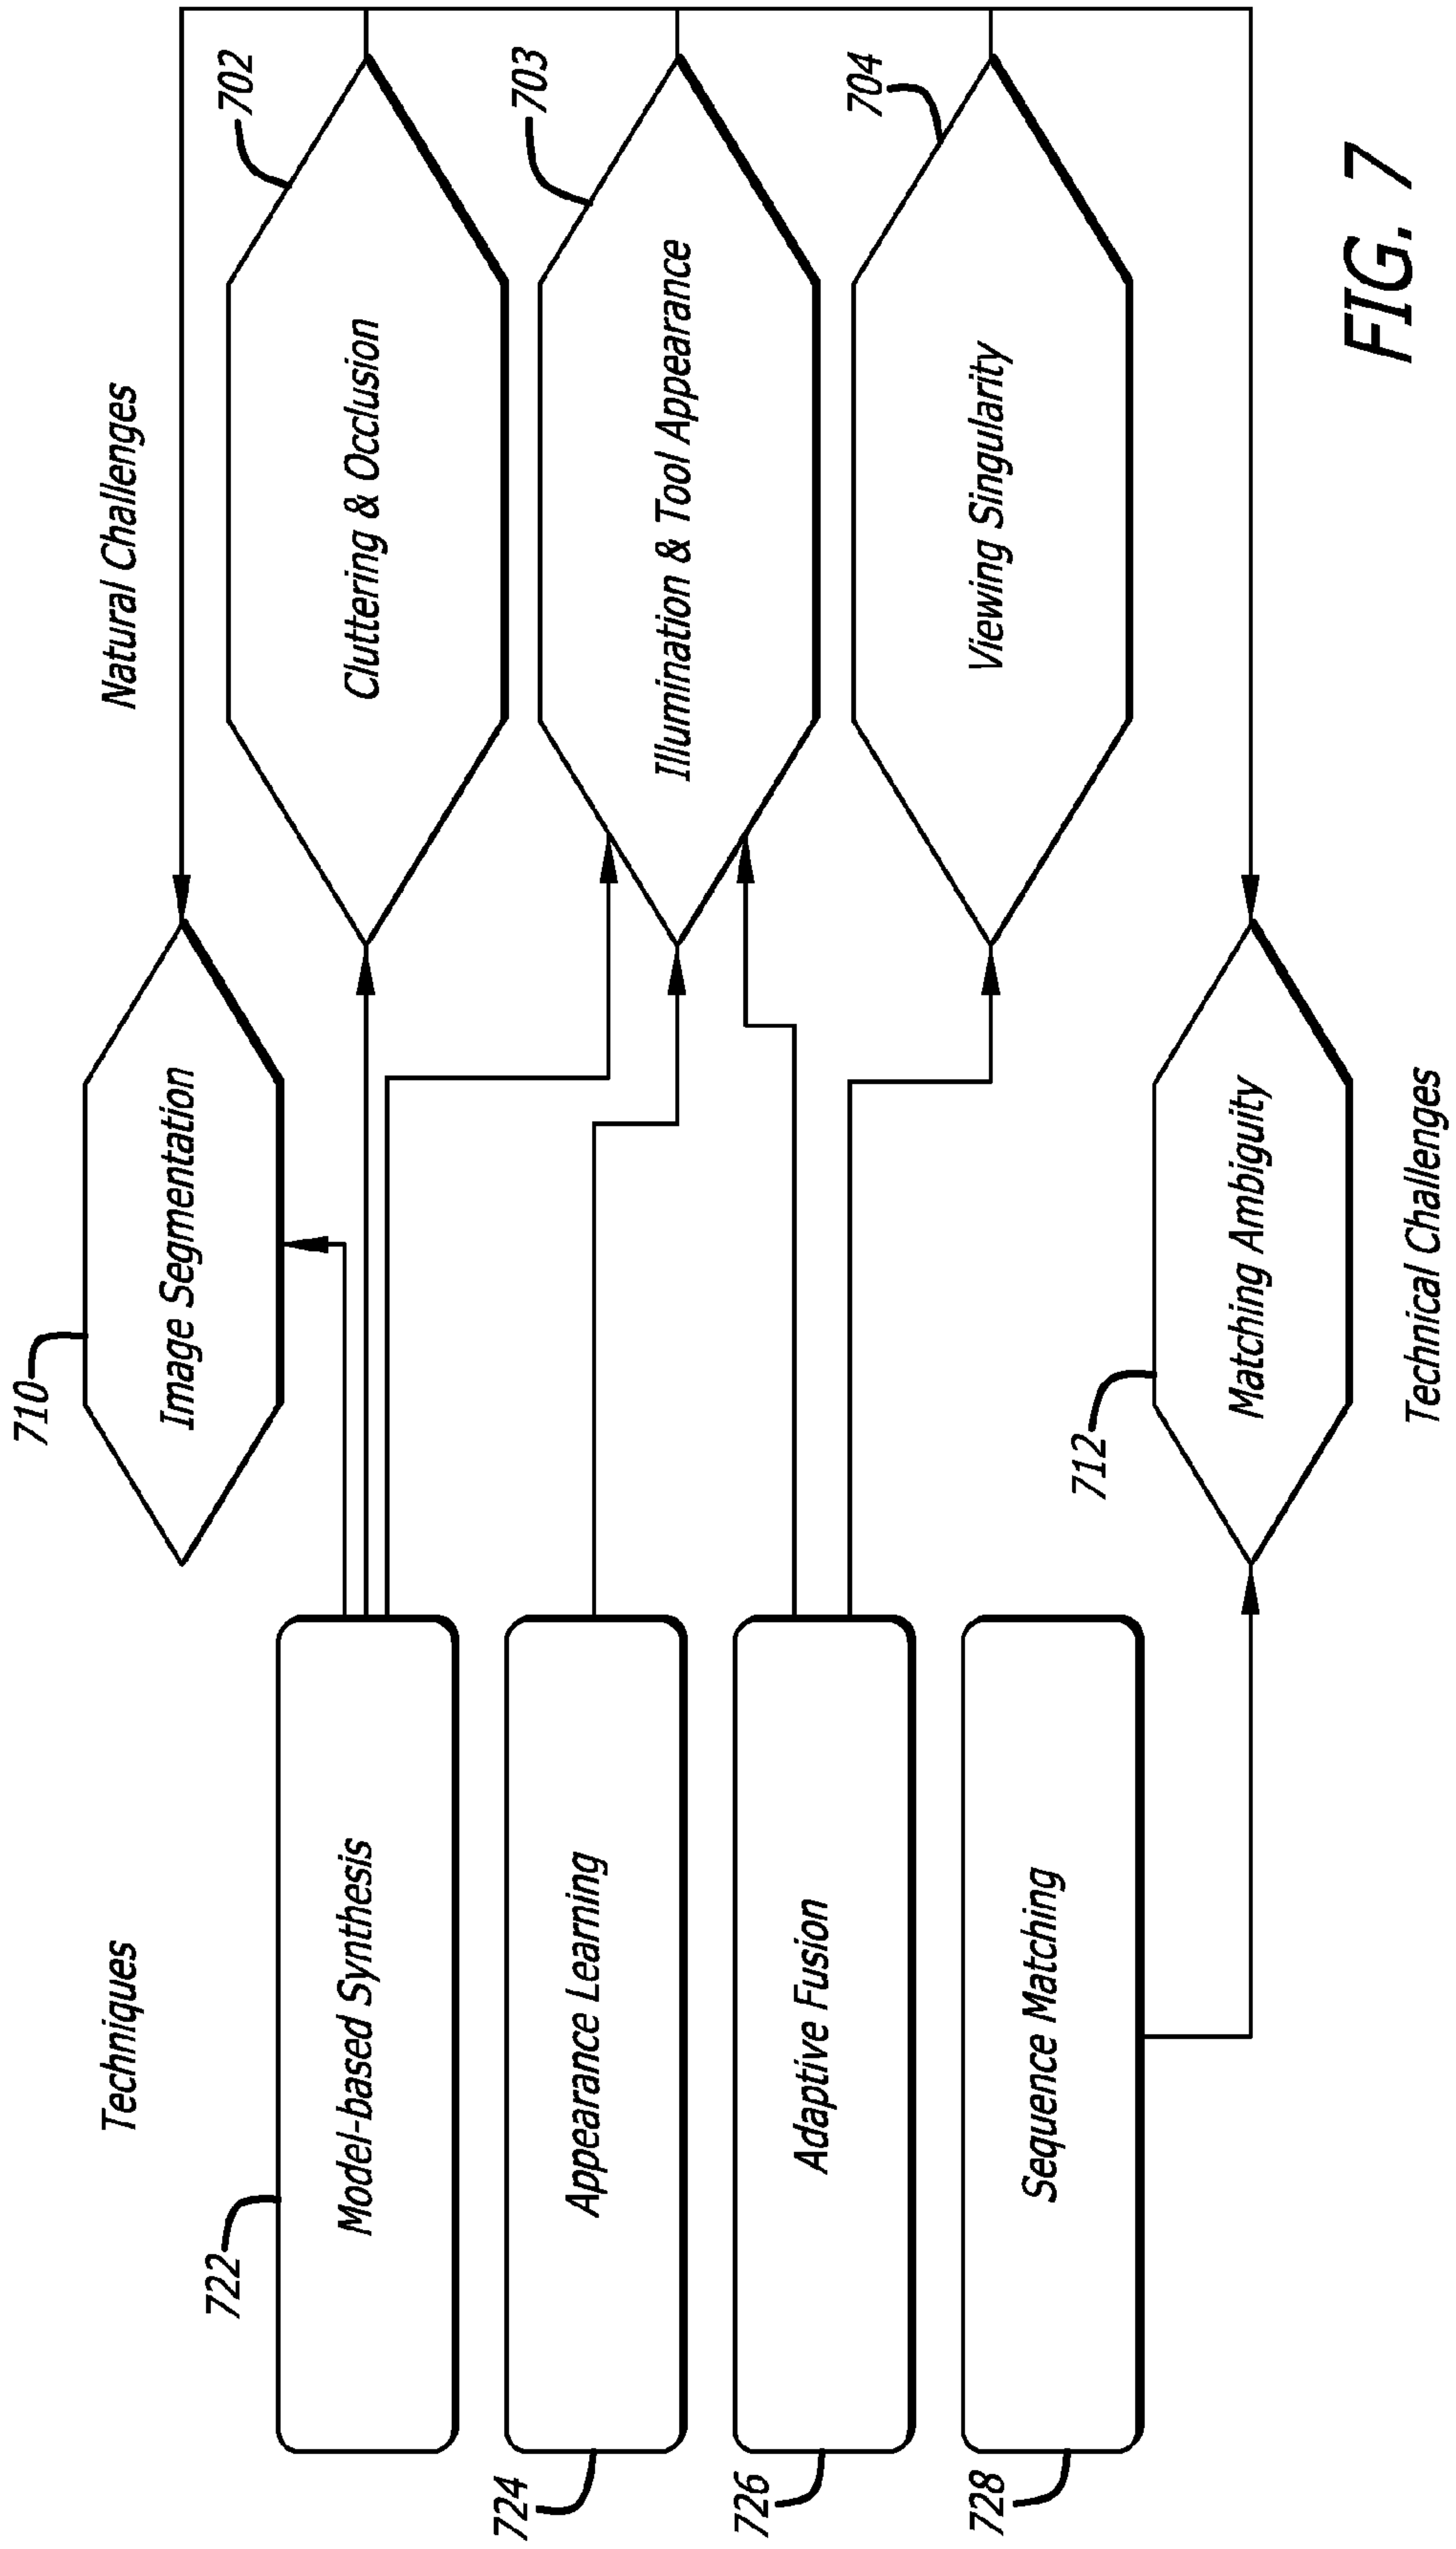 Techniques
Natural Challenges
710
Image Segmentation
722
Model-based Synthesis
702
Cluttering & Occlusion
724
Appearance Learning
703
Illumination & Tool Appearance
726
Adaptive Fusion
704
Viewing Singularity
728
Sequence Matching
712
Matching Ambiguity
Technical Challenges
FIG. 7